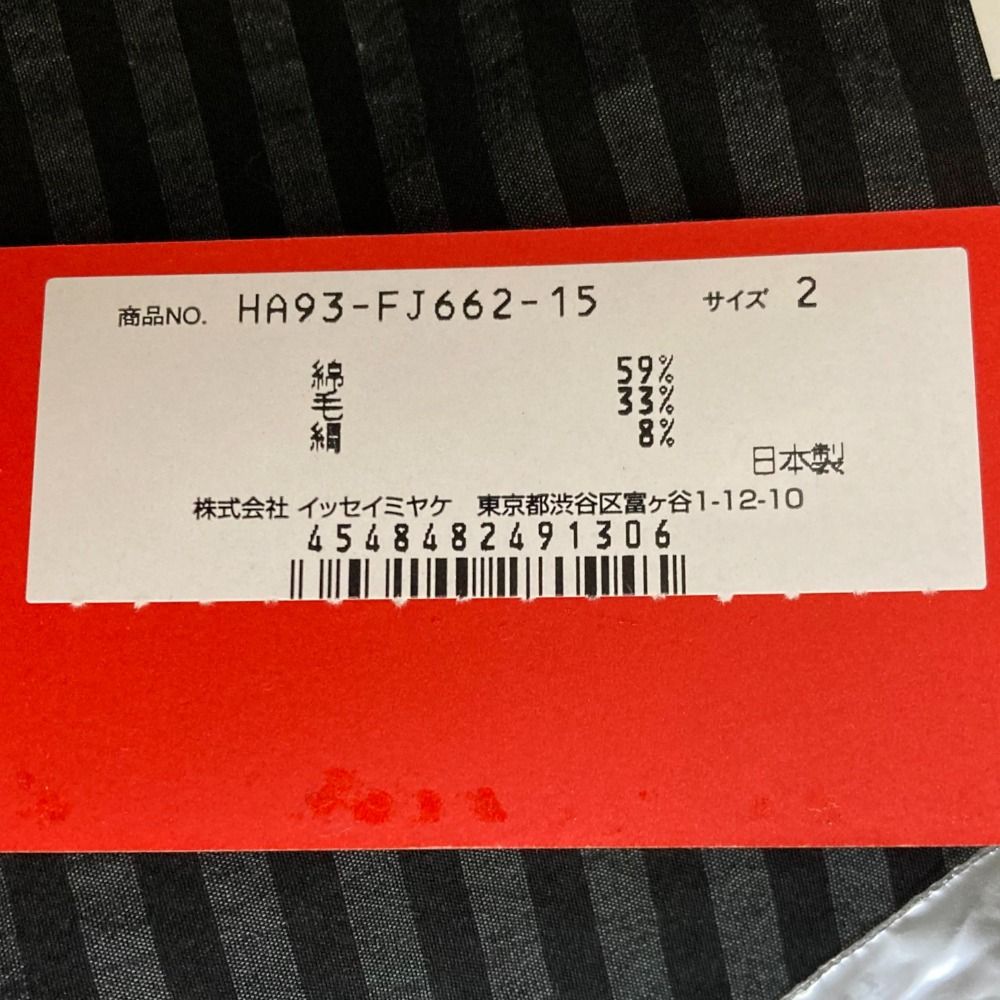 商品NO. HA93-FJ662-15 サイズ 2
綿 59%
毛 33%
絹 8%
日本製
株式会社 イッセイミヤケ 東京都渋谷区富ヶ谷1-12-10
4548482491306